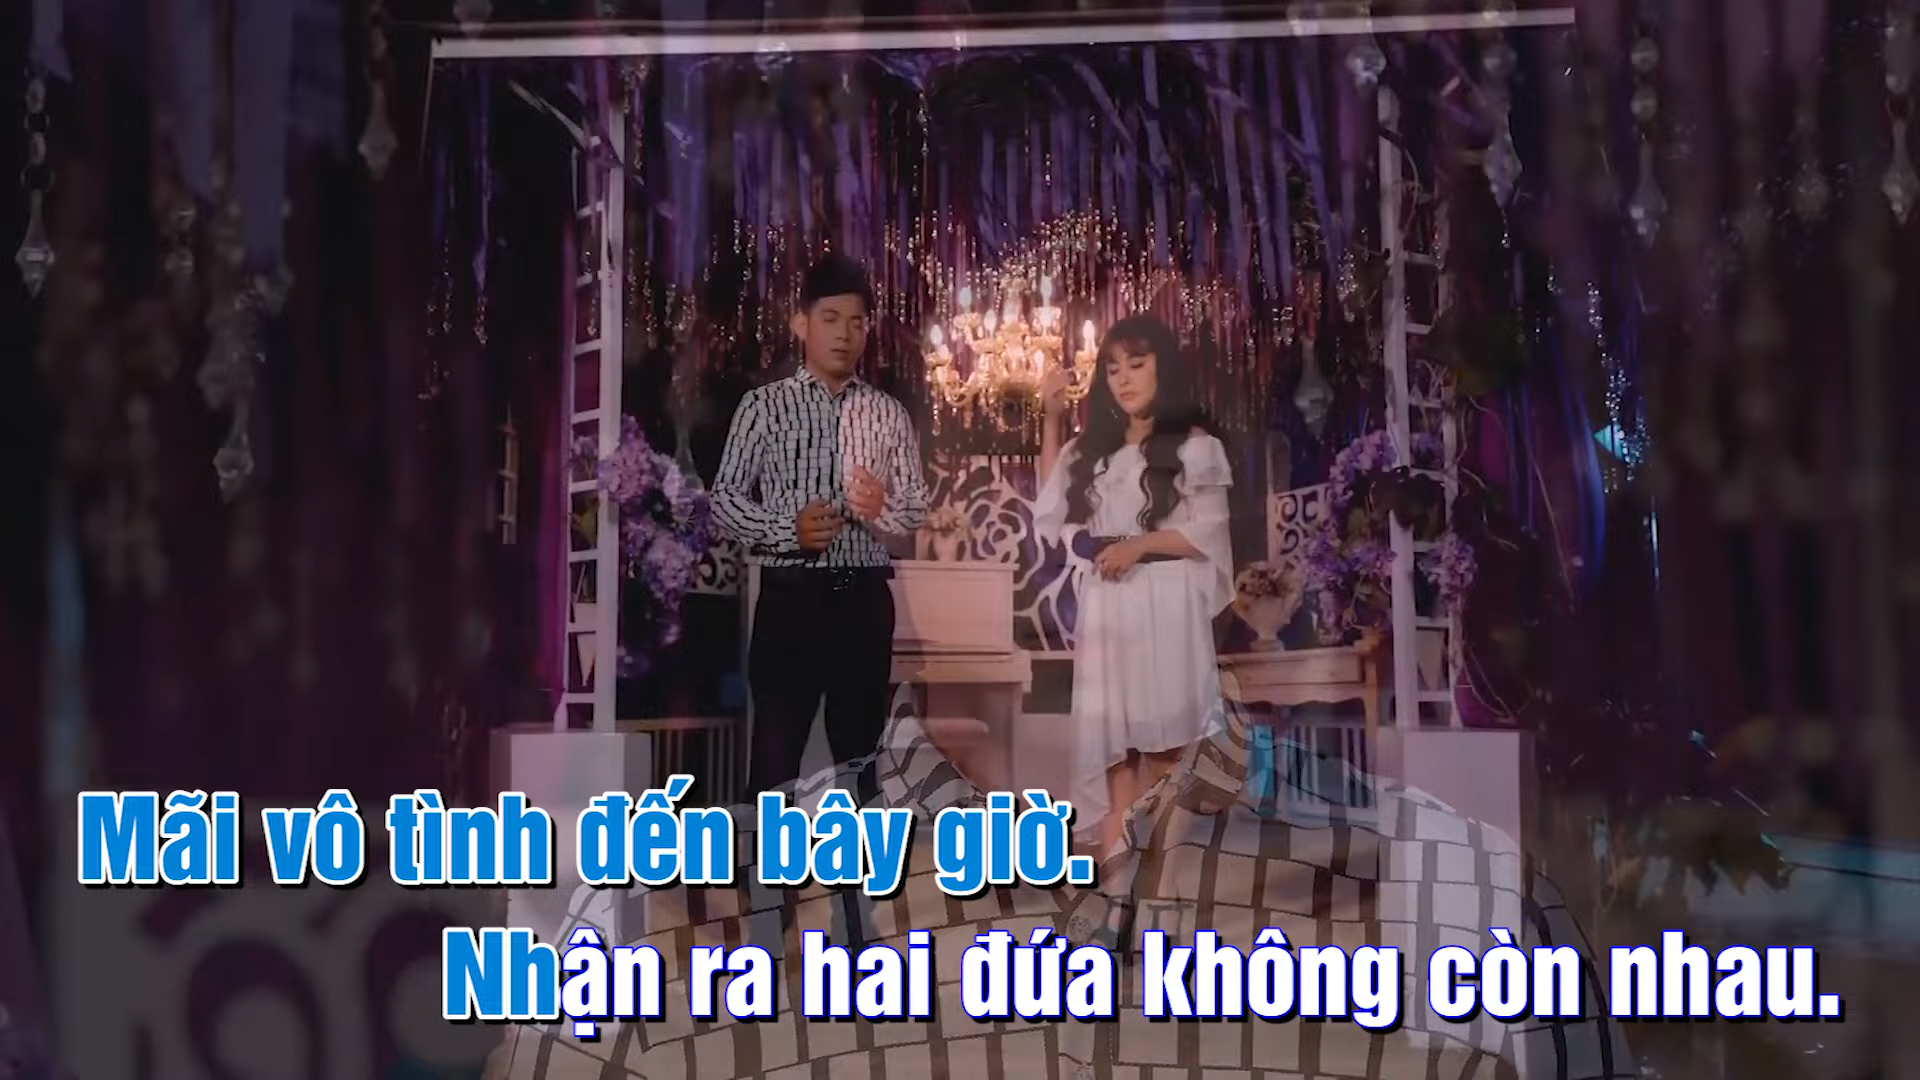 Mãi vô tình đến bây giờ.
Nhận ra hai đứa không còn nhau.